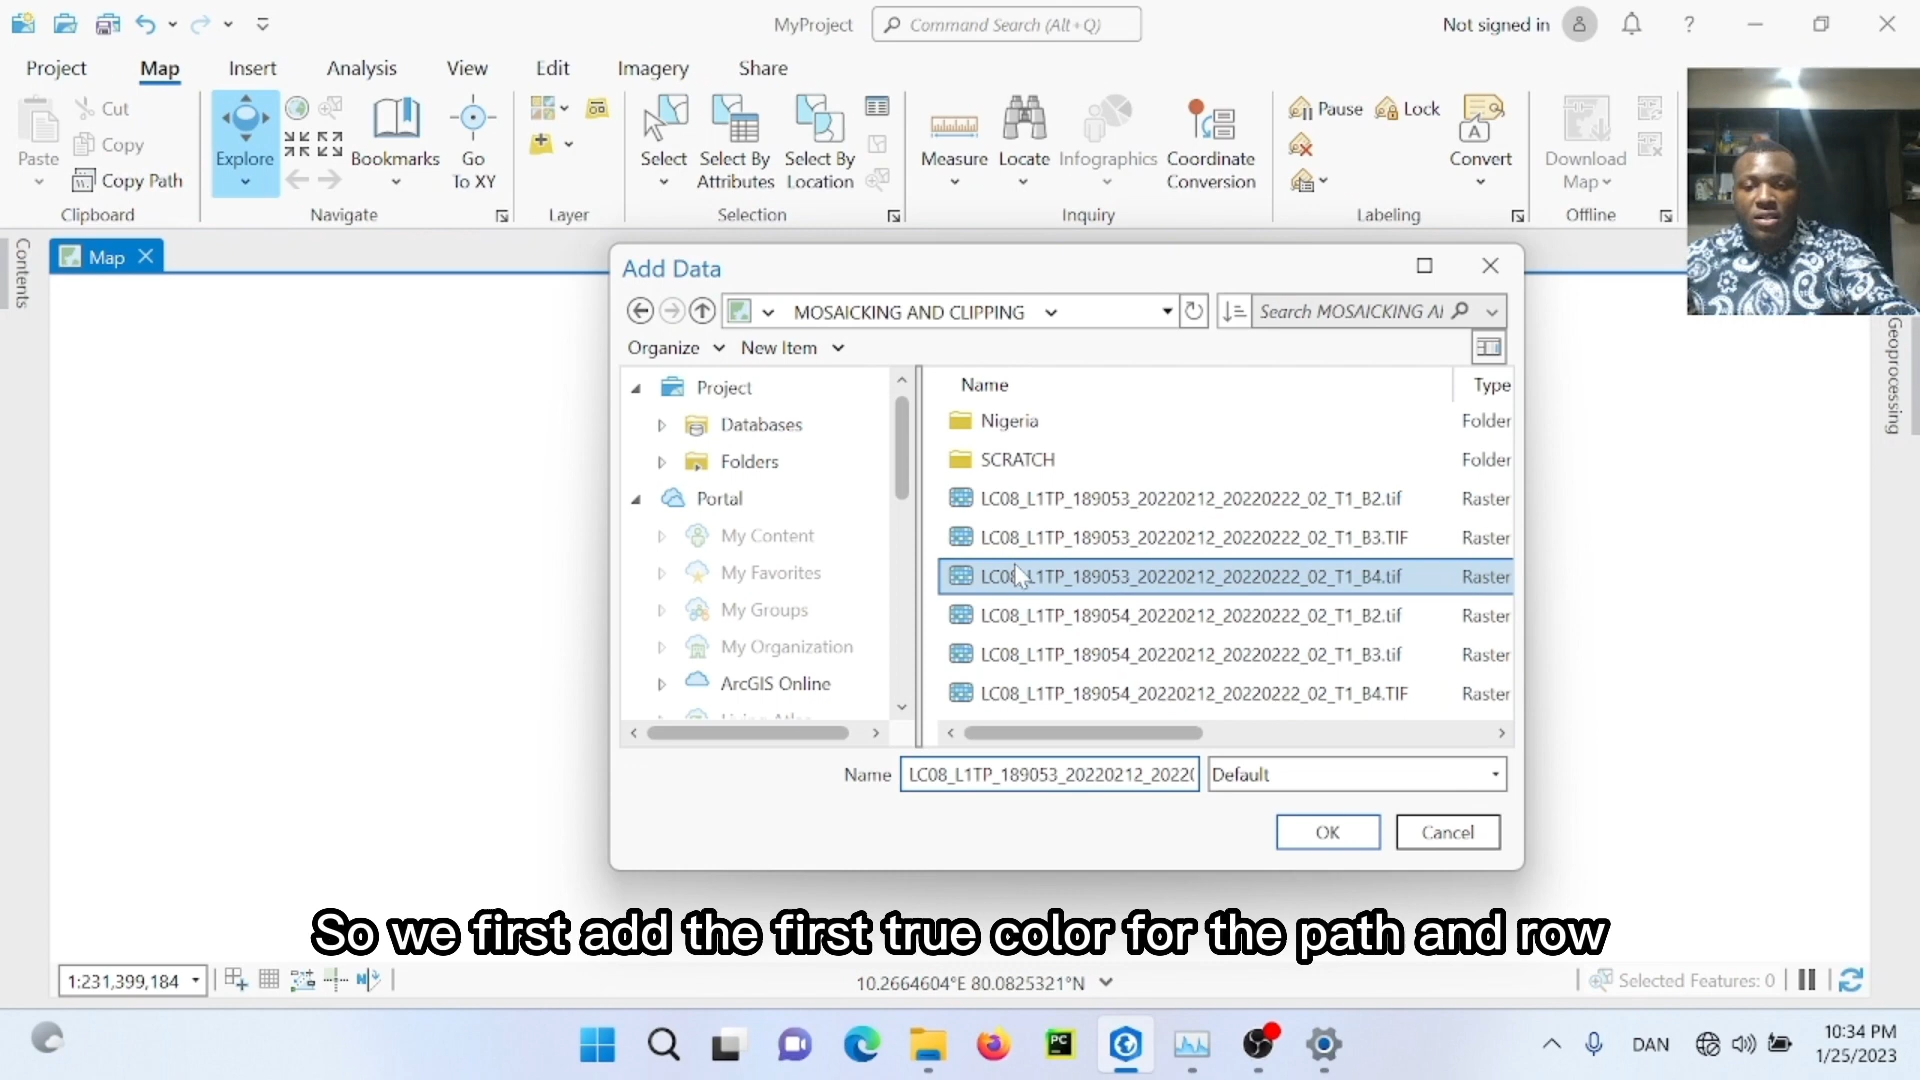 MyProject
Command Search (Alt+Q)
Not signed in
Project
Map
Insert
Analysis
View
Edit
Imagery
Share
Paste
Cut
Copy
Copy Path
Clipboard
Explore
Bookmarks
Go
To XY
Navigate
Layer
Select
Select By
Attributes
Select By
Location
Selection
Measure
Locate
Infographics
Coordinate
Conversion
Inquiry
Pause
Lock
Convert
Labeling
Download
Map
Offline
Contents
Map
Geoprocessing
Add Data
MOSAICKING AND CLIPPING
Search MOSAICKING AI
Organize
New Item
Project
Databases
Folders
Portal
My Content
My Favorites
My Groups
My Organization
ArcGIS Online
Name Type
Nigeria Folder
SCRATCH Folder
LC08_L1TP_189053_20220212_20220222_02_T1_B2.tif Raster
LC08_L1TP_189053_20220212_20220222_02_T1_B3.TIF Raster
LC08_L1TP_189053_20220212_20220222_02_T1_B4.tif Raster
LC08_L1TP_189054_20220212_20220222_02_T1_B2.tif Raster
LC08_L1TP_189054_20220212_20220222_02_T1_B3.tif Raster
LC08_L1TP_189054_20220212_20220222_02_T1_B4.TIF Raster
Name LC08_L1TP_189053_20220212_2022( Default
OK
Cancel
So we first add the first true color for the path and row
1:231,399,184
10.2664604°E 80.0825321°N
Selected Features: 0
PC
DAN
10:34 PM
1/25/2023